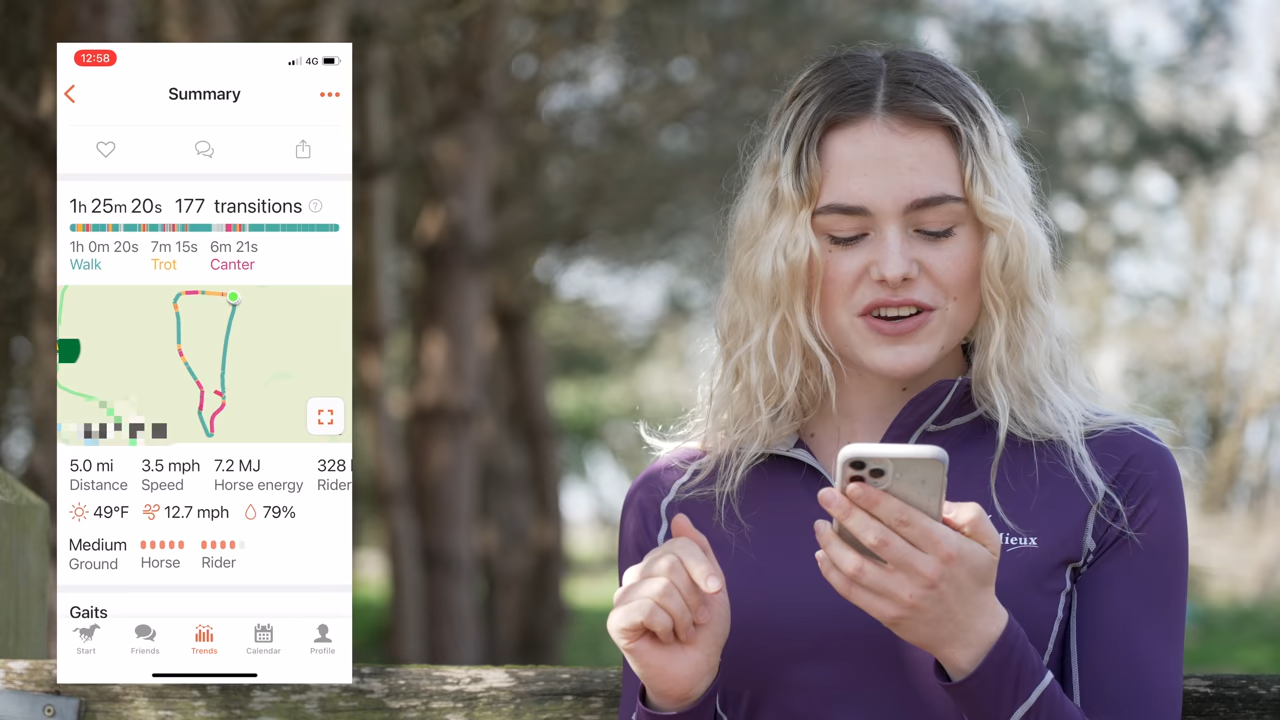 12:58
4G
Summary
1h 25m 20s 177 transitions ?
1h 0m 20s 7m 15s 6m 21s
Walk Trot Canter
5.0 mi 3.5 mph 7.2 MJ 328
Distance Speed Horse energy Rider
49°F 12.7 mph 79%
Medium
Ground Horse Rider
Gaits
Start Friends Trends Calendar Profile
Mieux